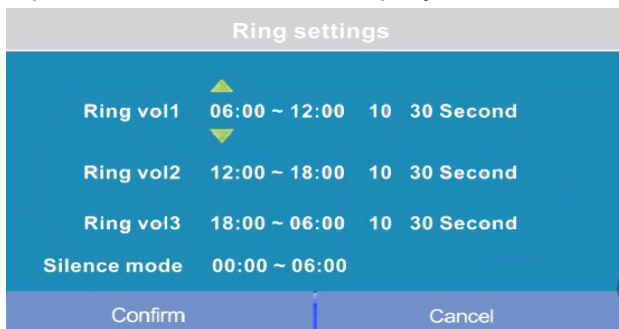 Ring settings
Ring vol1 06:00 ~ 12:00 10 30 Second
Ring vol2 12:00 ~ 18:00 10 30 Second
Ring vol3 18:00 ~ 06:00 10 30 Second
Silence mode 00:00 ~ 06:00
Confirm Cancel